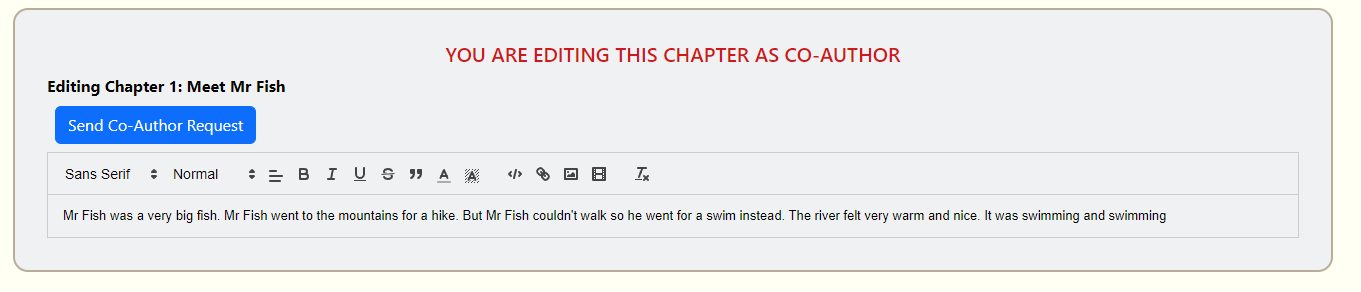 YOU ARE EDITING THIS CHAPTER AS CO-AUTHOR
Editing Chapter 1: Meet Mr Fish
Send Co-Author Request
Sans Serif Normal
Mr Fish was a very big fish. Mr Fish went to the mountains for a hike. But Mr Fish couldn't walk so he went for a swim instead. The river felt very warm and nice. It was swimming and swimming